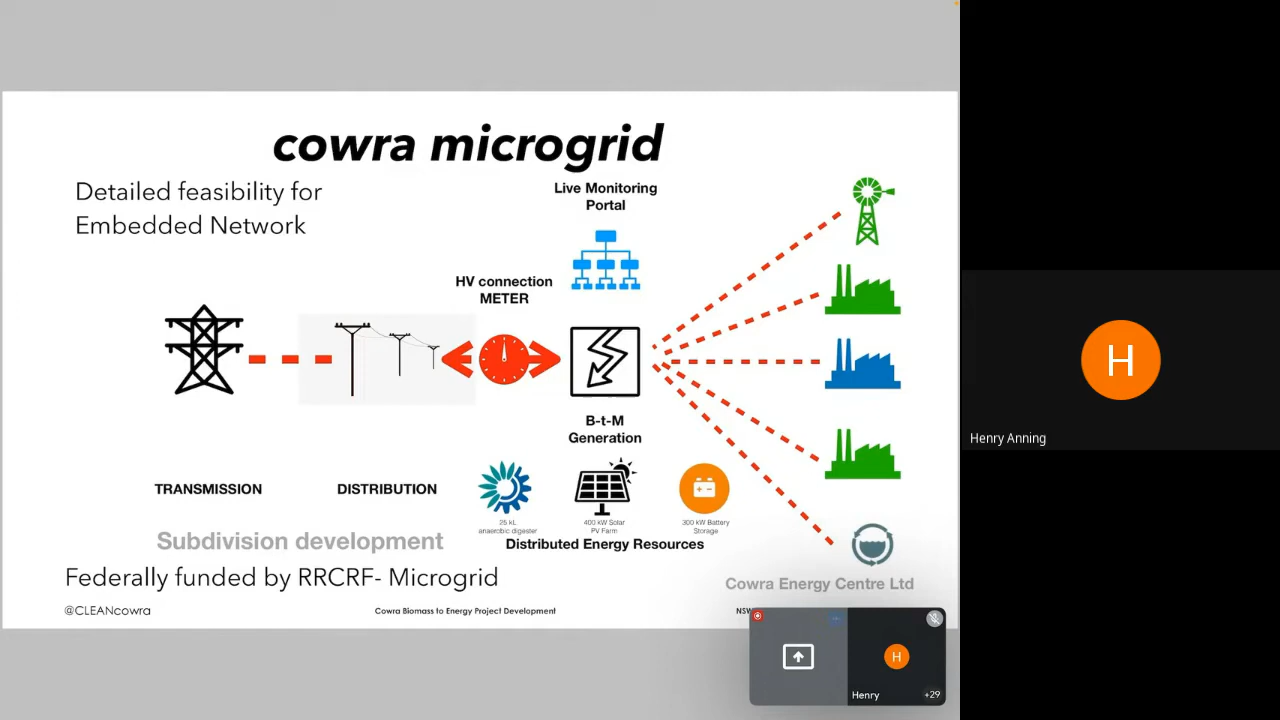 cowra microgrid
Detailed feasibility for
Embedded Network
Live Monitoring
Portal
HV connection
METER
B-t-M
Generation
TRANSMISSION
DISTRIBUTION
25 kL
anaerobic digester
400 kW Solar
PV Farm
300 kW Battery
Storage
Distributed Energy Resources
Subdivision development
Federally funded by RRCRF- Microgrid
Cowra Energy Centre Ltd
@CLEANcowra
Cowra Biomass to Energy Project Development
NSW
H
Henry
+29
H
Henry Anning